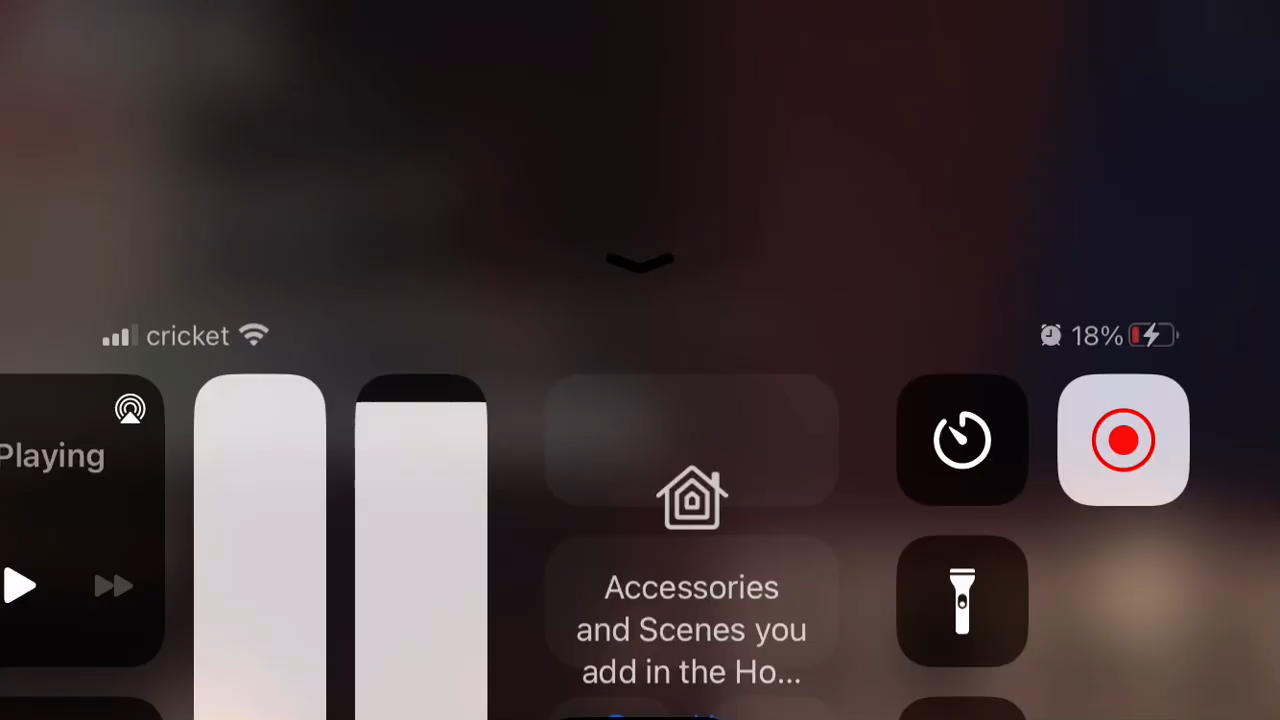 cricket
18%
Playing
Accessories
and Scenes you
add in the Ho...